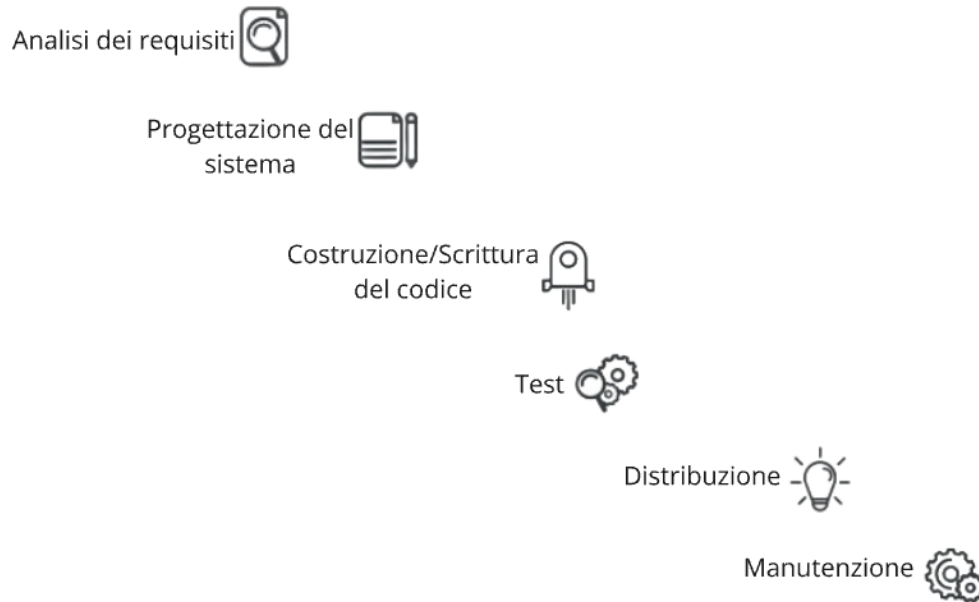 Analisi dei requisiti
Progettazione del
sistema
Costruzione/Scrittura
del codice
Test
Distribuzione
Manutenzione